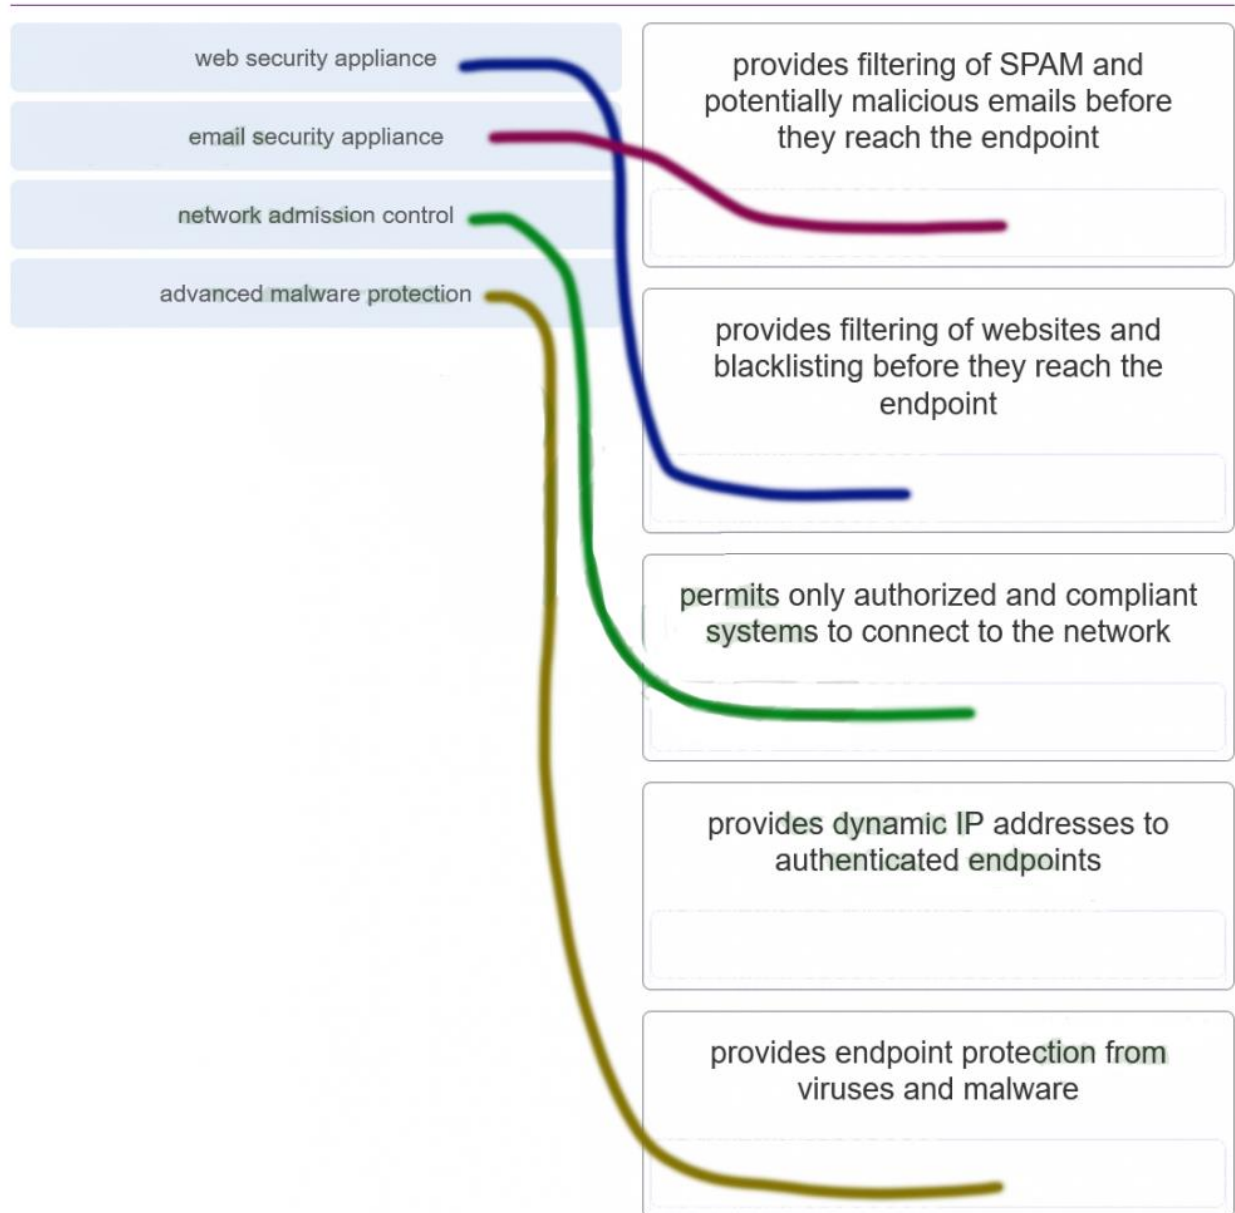 web security appliance
email security appliance
network admission control
advanced malware protection
provides filtering of SPAM and
potentially malicious emails before
they reach the endpoint
provides filtering of websites and
blacklisting before they reach the
endpoint
permits only authorized and compliant
systems to connect to the network
provides dynamic IP addresses to
authenticated endpoints
provides endpoint protection from
viruses and malware